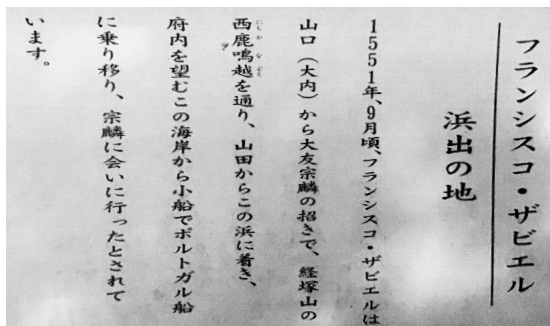 フランシスコ・ザビエル
浜出の地
1551年、9月頃、フランシスコ・ザビエルは
山口（大内）から大友宗麟の招きで、経塚山の
西鹿鳴越を通り、山田からこの浜に着き、
府内を望むこの海岸から小船でポルトガル船
に乗り移り、宗麟に会いに行ったとされて
います。